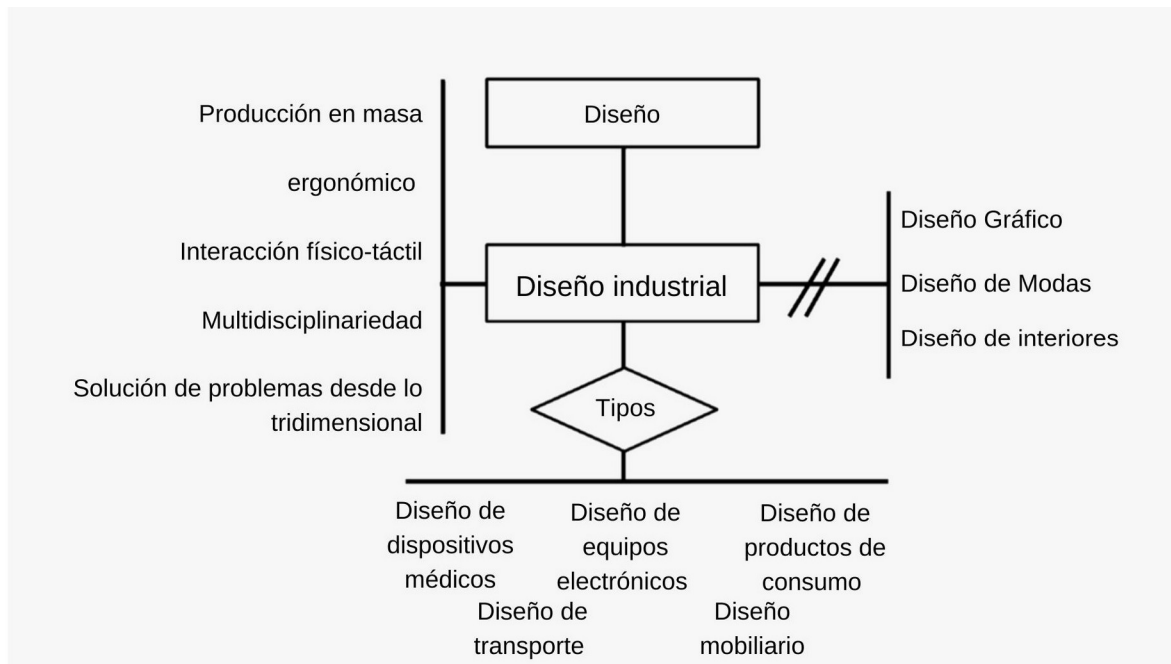 Diseño
Producción en masa
ergonómico
Interacción físico-táctil
Multidisciplinariedad
Solución de problemas desde lo
tridimensional
Diseño industrial
Diseño Gráfico
Diseño de Modas
Diseño de interiores
Tipos
Diseño de
dispositivos
médicos
Diseño de
equipos
electrónicos
Diseño de
productos de
consumo
Diseño de
transporte
Diseño
mobiliario